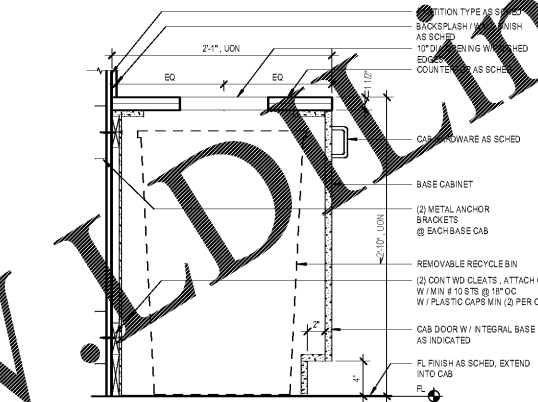 PARTITION TYPE AS SCHED
BACKSPLASH / WALL FINISH
AS SCHED
2'-1", UON
10" DIA OPENING W/ FINISHED
EDGES
EQ
EQ
COUNTERTOP AS SCHED
1 1/2"
CAB HARDWARE AS SCHED
BASE CABINET
(2) METAL ANCHOR
BRACKETS
@ EACH BASE CAB
2'-10", UON
REMOVABLE RECYCLE BIN
(2) CONT WD CLEATS, ATTACH
W / MIN # 10 STS @ 18" OC
W / PLASTIC CAPS MIN (2) PER
2"
CAB DOOR W / INTEGRAL BASE
AS INDICATED
4"
FL FINISH AS SCHED, EXTEND
INTO CAB
FL
V.LDILin